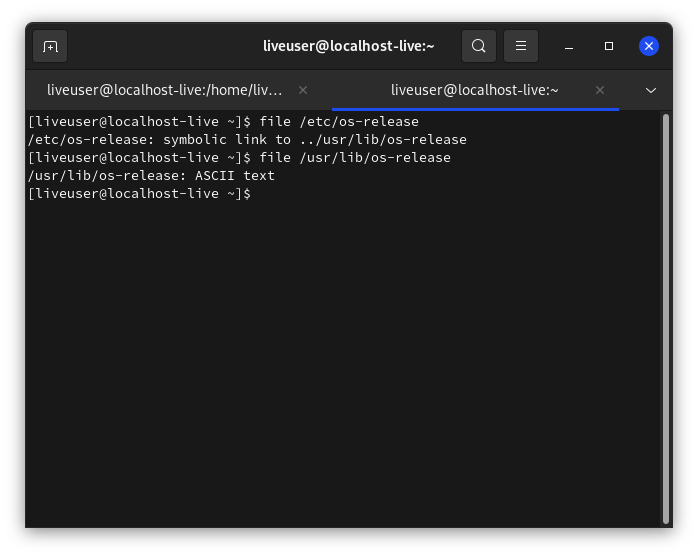 liveuser@localhost-live:~
liveuser@localhost-live:/home/liv…
liveuser@localhost-live:~
[liveuser@localhost-live ~]$ file /etc/os-release
/etc/os-release: symbolic link to ../usr/lib/os-release
[liveuser@localhost-live ~]$ file /usr/lib/os-release
/usr/lib/os-release: ASCII text
[liveuser@localhost-live ~]$